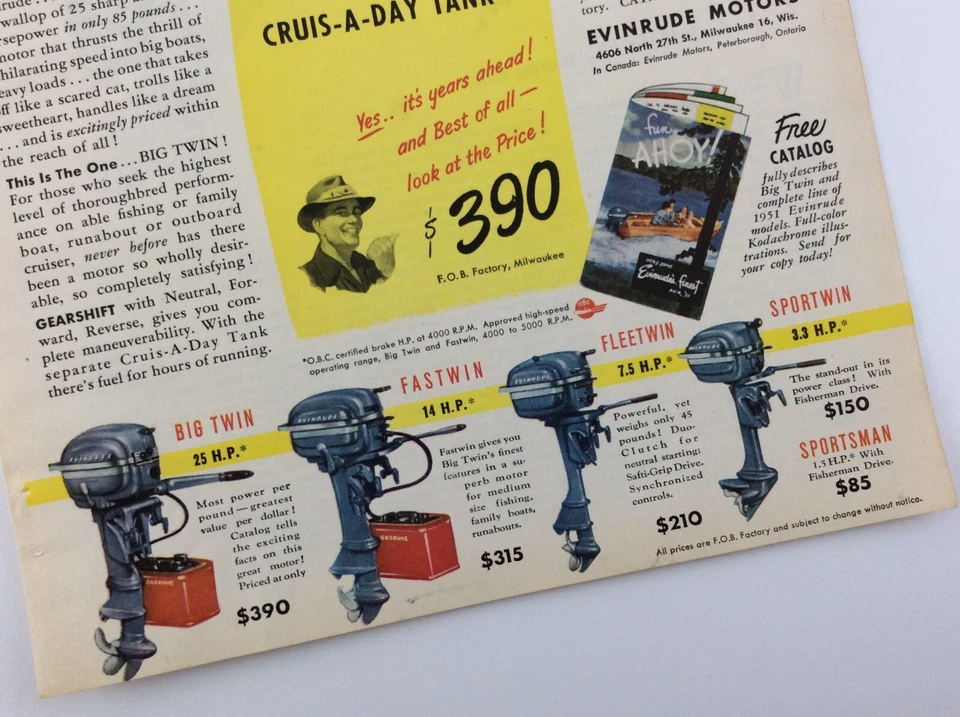 wallop of 25 sharp
horsepower in only 85 pounds . . .
motor that thrusts the thrill of
hilarating speed into big boats,
eavy loads . . . the one that takes
off like a scared cat, trolls like a
sweetheart, handles like a dream
. . . and is excitingly priced within
the reach of all !
This Is The One . . . BIG TWIN !
For those who seek the highest
level of thoroughbred perform-
ance on able fishing or family
boat, runabout or outboard
cruiser, never before has there
been a motor so wholly desir-
able, so completely satisfying !
GEARSHIFT with Neutral, For-
ward, Reverse, gives you com-
plete maneuverability. With the
separate Cruis-A-Day Tank
there's fuel for hours of running.
CRUIS-A-DAY TANK
Yes . . it's years ahead !
and Best of all —
look at the Price !
$390
F.O.B. Factory, Milwaukee
*O.B.C. certified brake H.P. at 4000 R.P.M. Approved high-speed
operating range, Big Twin and Fastwin, 4000 to 5000 R.P.M.
OBC
tory.
EVINRUDE MOTORS
4606 North 27th St., Milwaukee 16, Wis.
In Canada: Evinrude Motors, Peterborough, Ontario
fun
AHOY!
Evinrude's Finest
Free
CATALOG
fully describes
Big Twin and
complete line of
1951 Evinrude
models. Full-color
Kodachrome illus-
trations. Send for
your copy today!
BIG TWIN
25 H.P.*
EVINRUDE
GASOLINE
Most power per
pound — greatest
value per dollar!
Catalog tells
the exciting
facts on this
great motor!
Priced at only
$390
FASTWIN
14 H.P.*
EVINRUDE
GASOLINE
Fastwin gives you
Big Twin's finest
features in a su-
perb motor
for medium
size fishing,
family boats,
runabouts.
$315
FLEETWIN
7.5 H.P.*
EVINRUDE
Powerful, yet
weighs only 45
pounds! Duo-
Clutch for
neutral starting;
Safti-Grip Drive.
Synchronized
controls.
$210
SPORTWIN
3.3 H.P.*
EVINRUDE
The stand-out in its
power class! With
Fisherman Drive.
$150
SPORTSMAN
1.5 H.P.* With
Fisherman Drive.
$85
All prices are F.O.B. Factory and subject to change without notice.